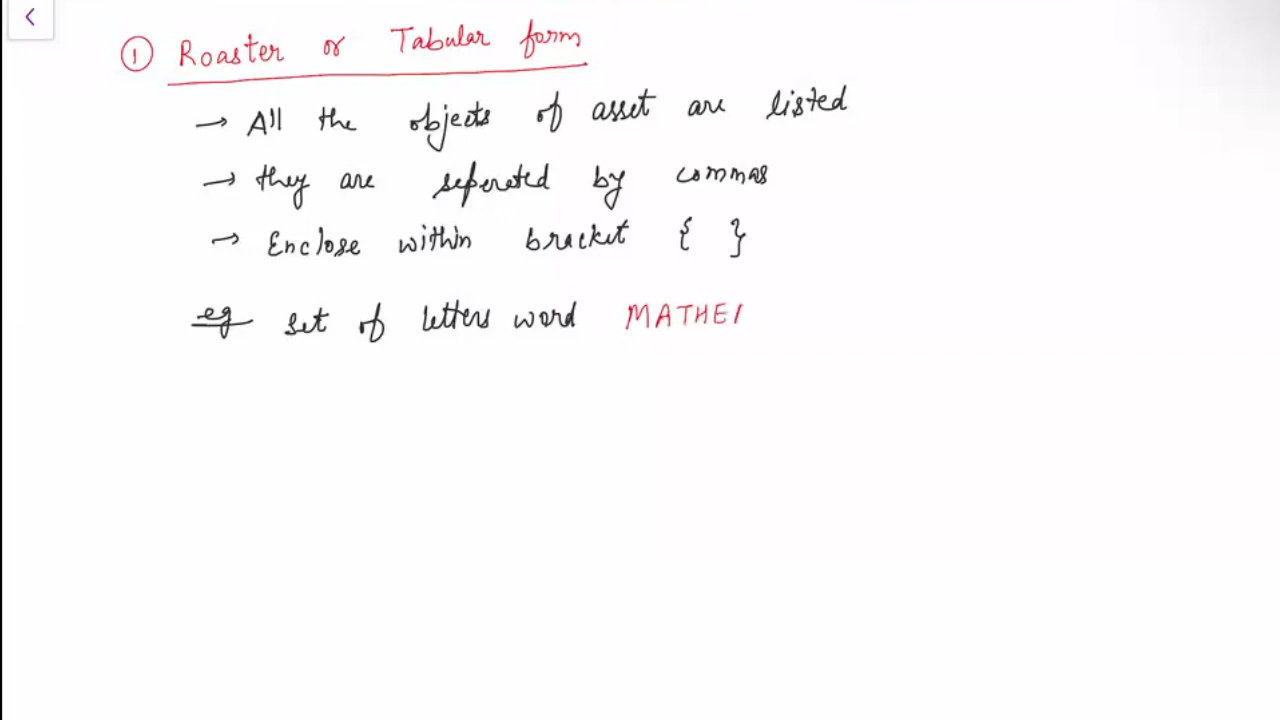 ① Roaster or Tabular form
→ All the objects of asset are listed
→ they are seperated by commas
→ Enclose within bracket { }
eg set of letters word MATHE